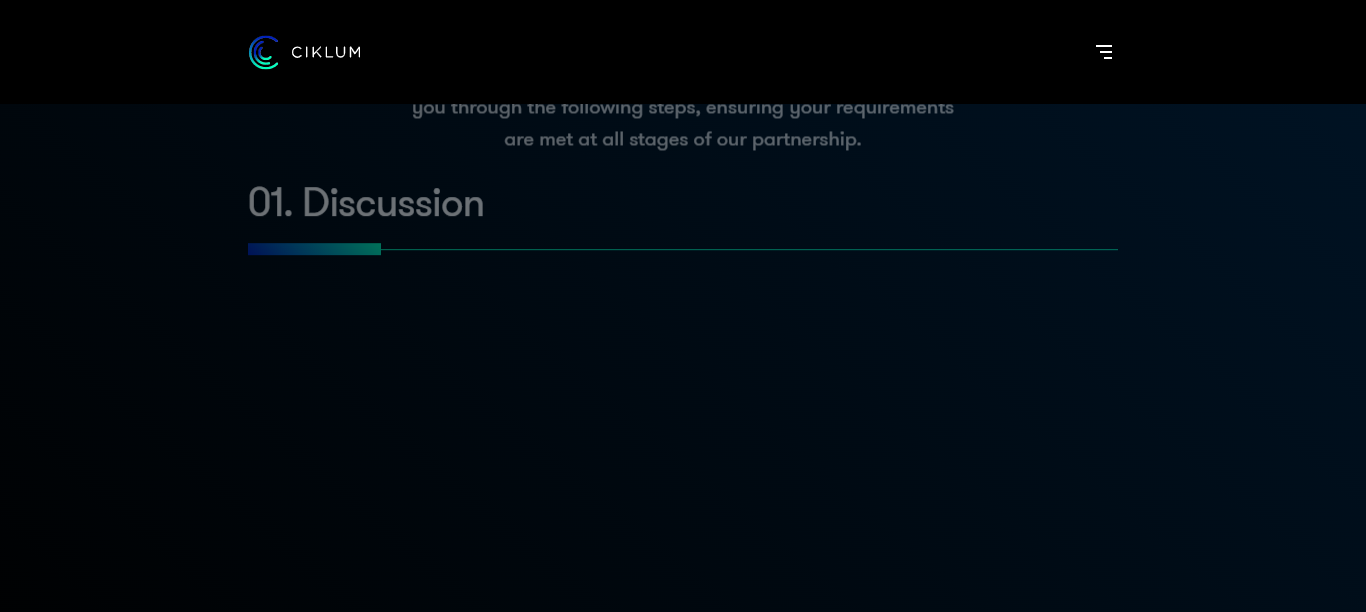 CIKLUM
you through the following steps, ensuring your requirements
are met at all stages of our partnership.
01. Discussion